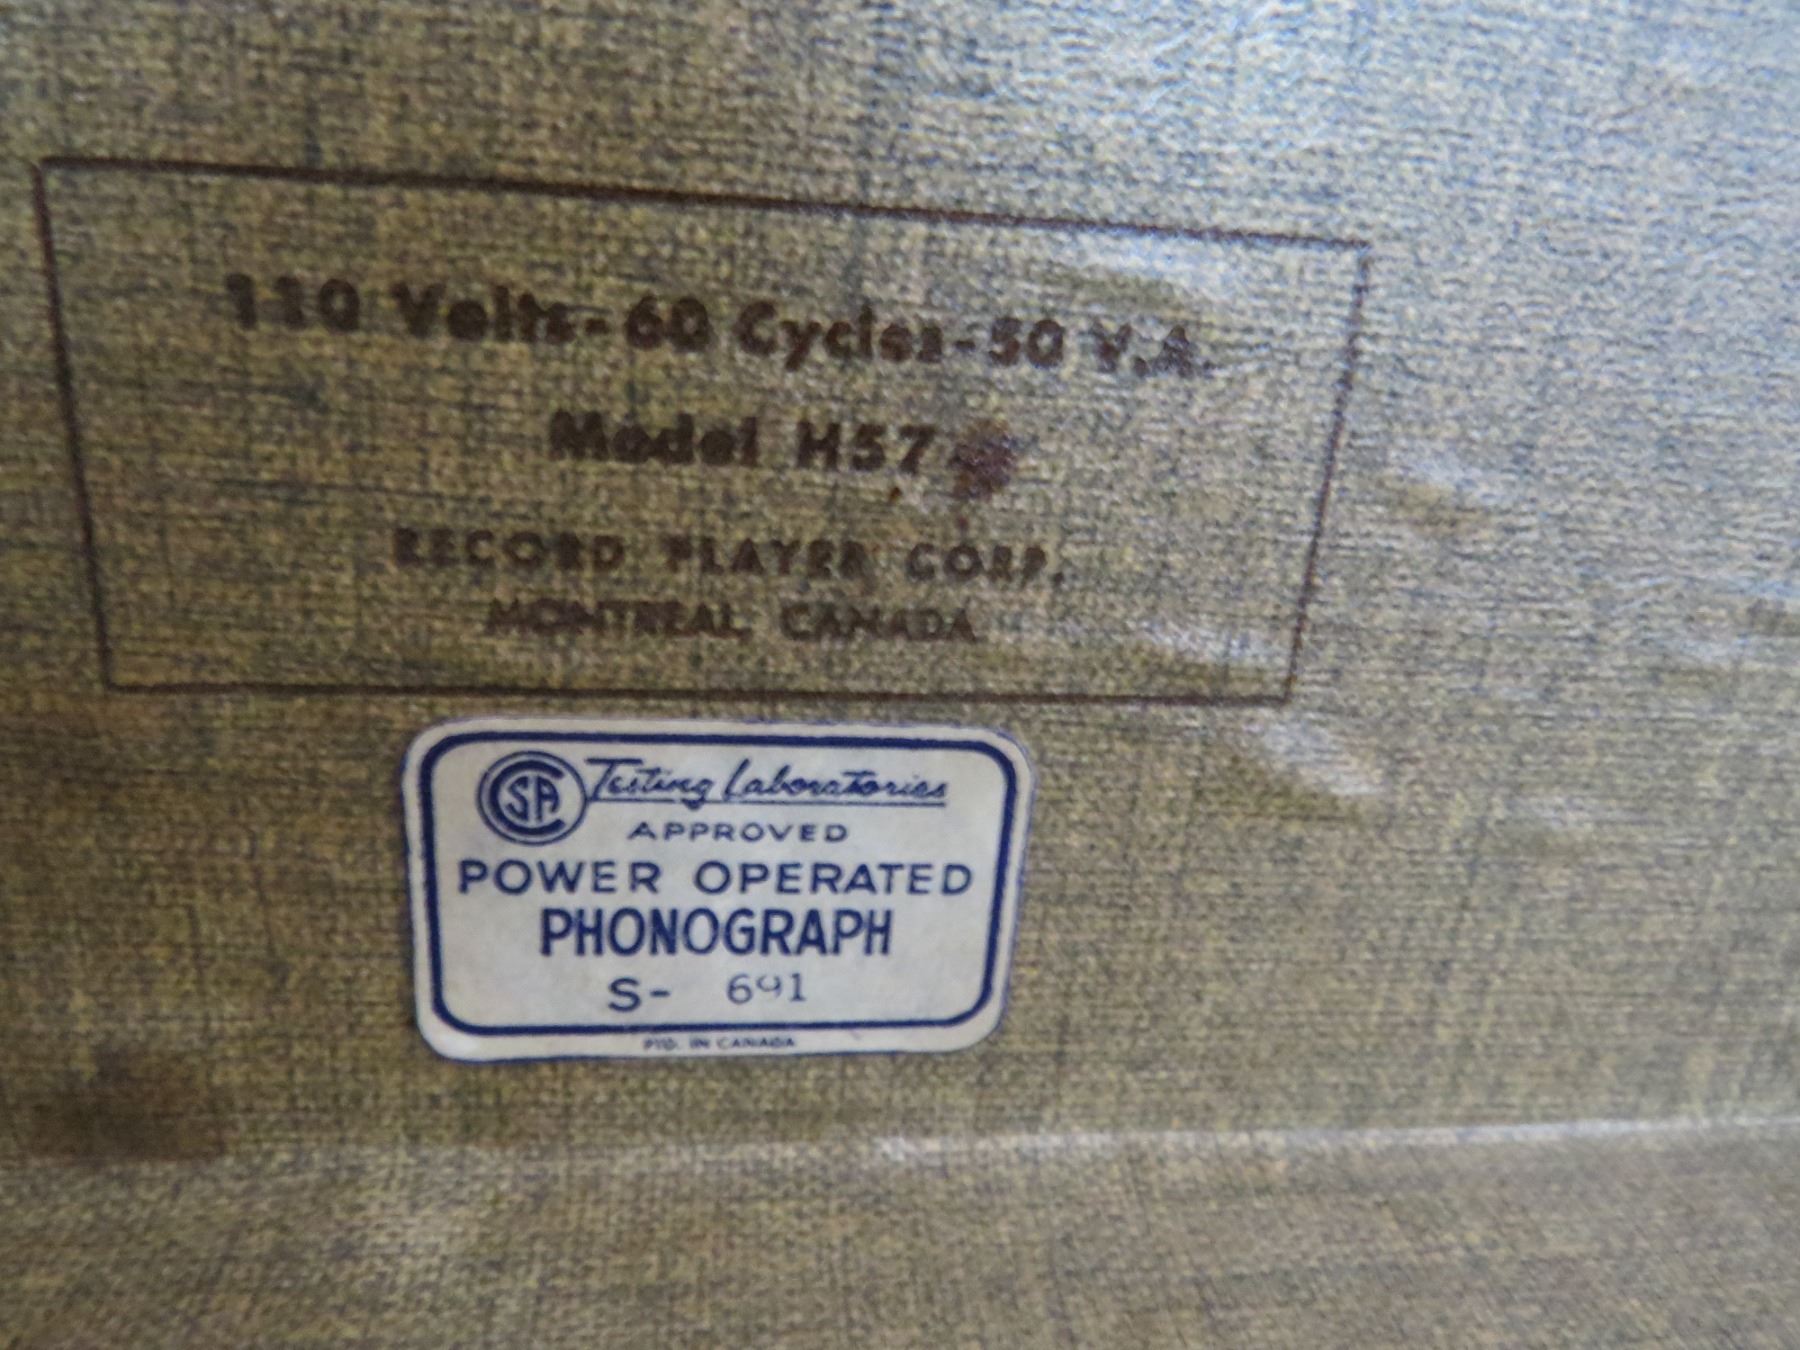 110 Volts-60 Cycles-50 V.A.
Model H57
RECORD PLAYER CORP.
MONTREAL, CANADA
CSA Testing Laboratories
APPROVED
POWER OPERATED
PHONOGRAPH
S- 691
PTD. IN CANADA